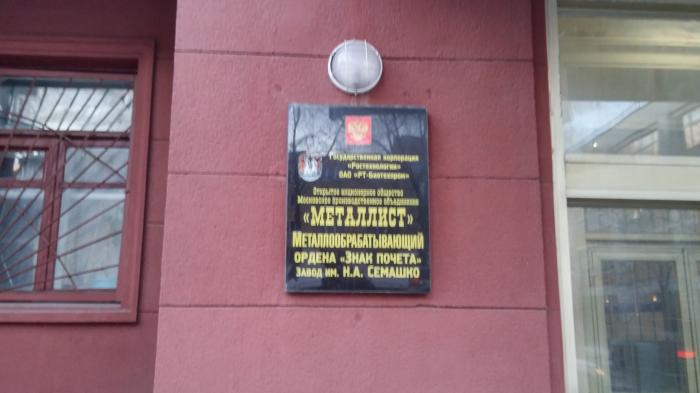 Государственная корпорация
«Ростехнологии»
ОАО «РТ-Биотехпром»
Открытое акционерное общество
Московское производственное объединение
«МЕТАЛЛИСТ»
МЕТАЛЛООБРАБАТЫВАЮЩИЙ
ОРДЕНА «ЗНАК ПОЧЕТА»
ЗАВОД ИМ. Н.А. СЕМАШКО